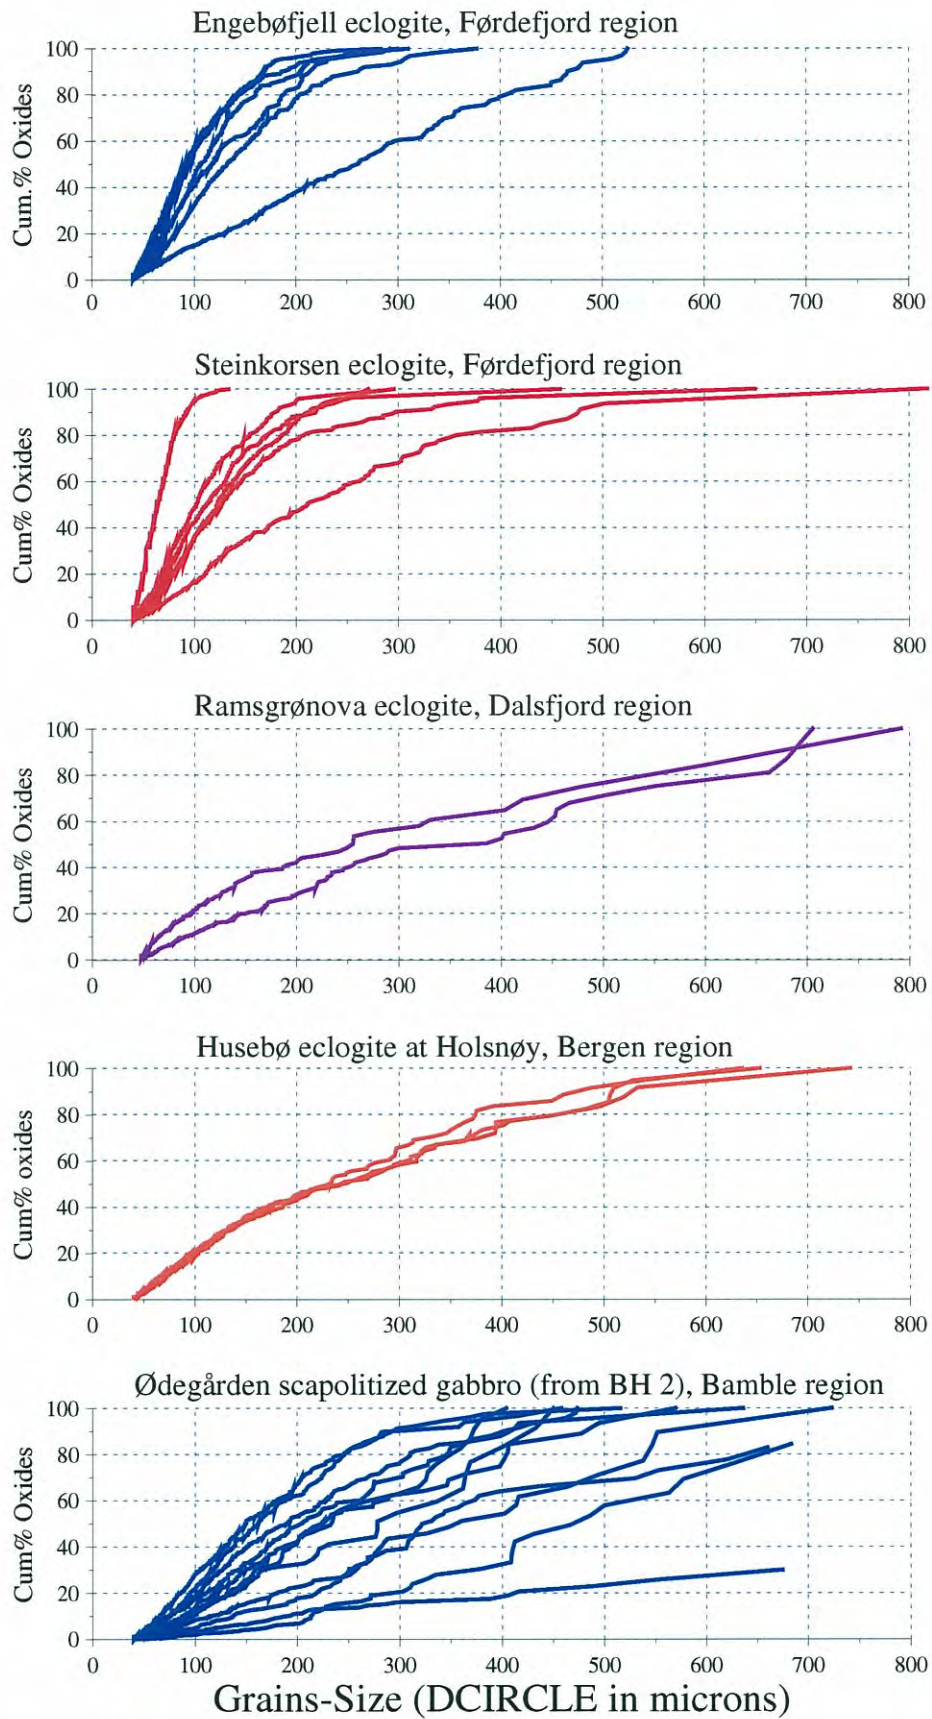 Engebøfjell eclogite, Førdefjord region
Cum.% Oxides
100
80
60
40
20
0
0 100 200 300 400 500 600 700 800
Steinkorsen eclogite, Førdefjord region
Cum% Oxides
100
80
60
40
20
0
0 100 200 300 400 500 600 700 800
Ramsgrønova eclogite, Dalsfjord region
Cum% Oxides
100
80
60
40
20
0
0 100 200 300 400 500 600 700 800
Husebø eclogite at Holsnøy, Bergen region
Cum% oxides
100
80
60
40
20
0
0 100 200 300 400 500 600 700 800
Ødegården scapolitized gabbro (from BH 2), Bamble region
Cum% Oxides
100
80
60
40
20
0
0 100 200 300 400 500 600 700 800
Grains-Size (DCIRCLE in microns)